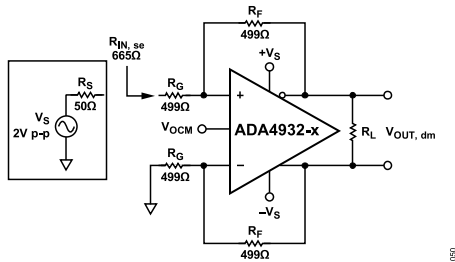 RF
499Ω
RIN, se
665Ω
+VS
RS
50Ω
RG
499Ω
VS
2V p-p
VOCM
ADA4932-x
RL
VOUT, dm
RG
499Ω
–VS
RF
499Ω
050